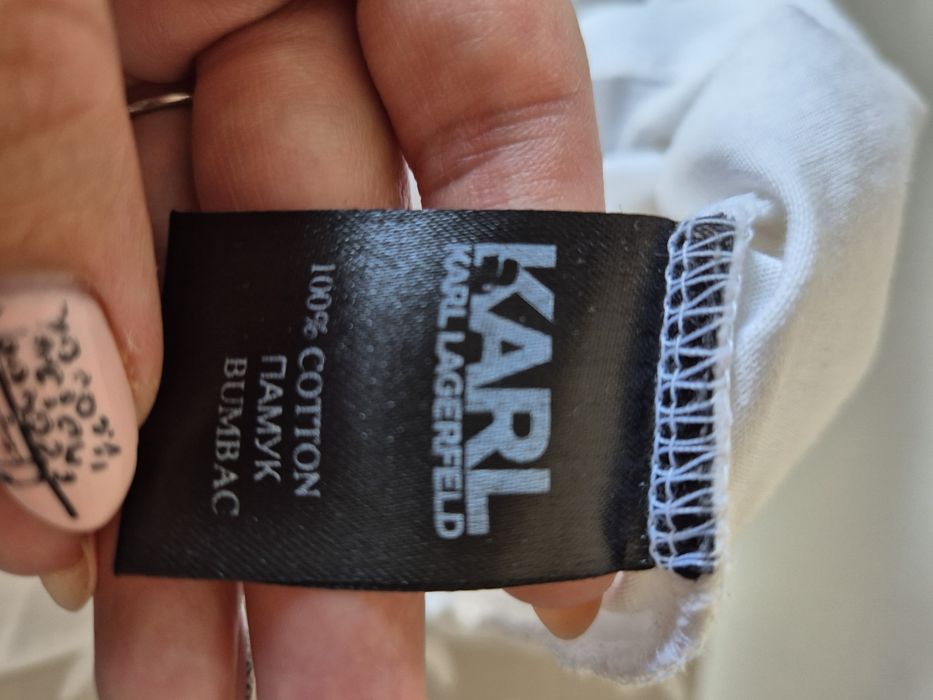 KARL
KARL LAGERFELD
100% COTTON
ПАМУК
BUMBAC